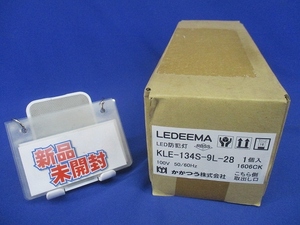 新品
未開封
LEDEEMA
LED防犯灯
KLE-134S-9L-28
1個入
100V 50/60Hz
1606CK
かがつう株式会社
こちら側
取出し口